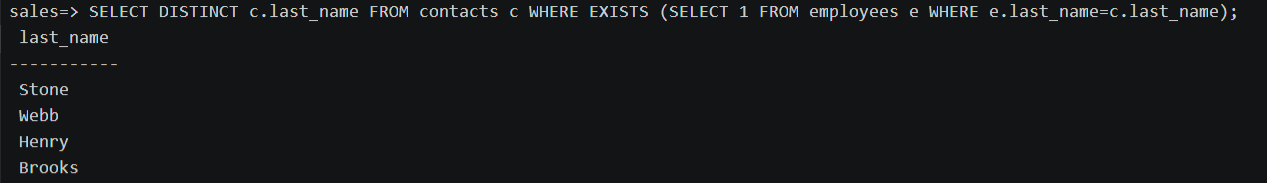 sales=> SELECT DISTINCT c.last_name FROM contacts c WHERE EXISTS (SELECT 1 FROM employees e WHERE e.last_name=c.last_name);
last_name
-----------
Stone
Webb
Henry
Brooks